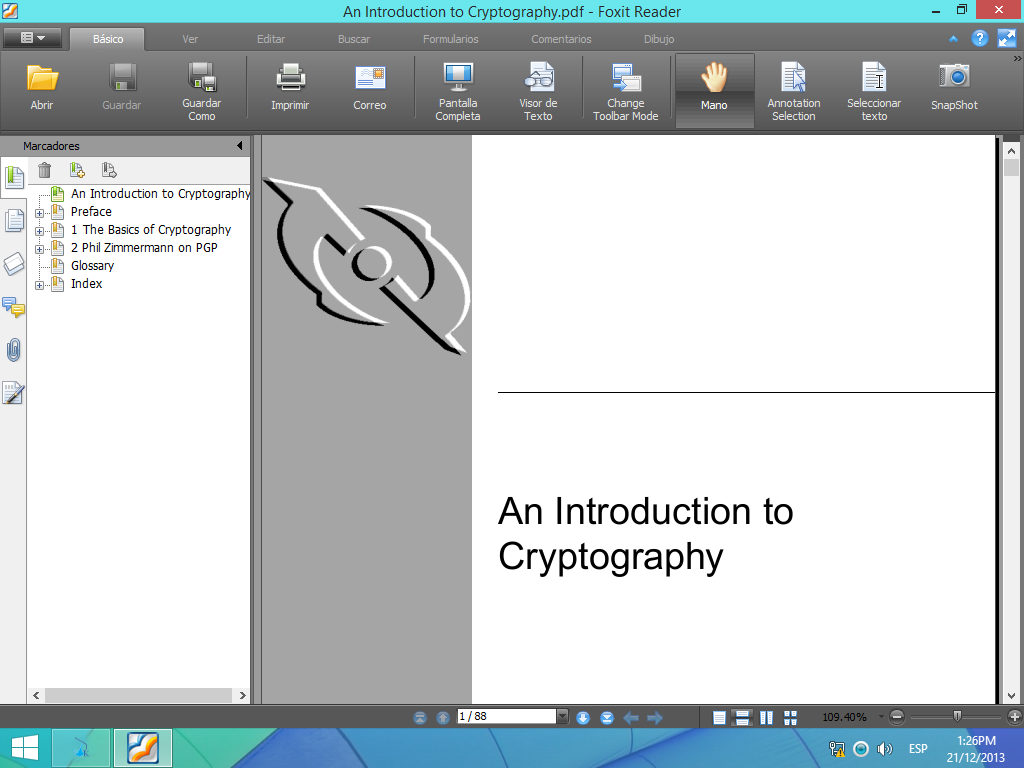 An Introduction to Cryptography.pdf - Foxit Reader
Básico Ver Editar Buscar Formularios Comentarios Dibujo
Abrir
Guardar
Guardar
Como
Imprimir
Correo
Pantalla
Completa
Visor de
Texto
Change
Toolbar Mode
Mano
Annotation
Selection
Seleccionar
texto
SnapShot
Marcadores
An Introduction to Cryptography
Preface
1 The Basics of Cryptography
2 Phil Zimmermann on PGP
Glossary
Index
An Introduction to
Cryptography
1 / 88
109.40%
ESP
1:26PM
21/12/2013